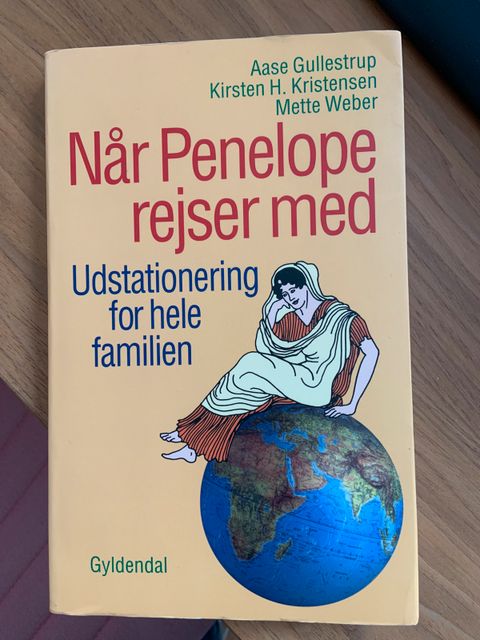 Aase Gullestrup
Kirsten H. Kristensen
Mette Weber
Når Penelope
rejser med
Udstationering
for hele
familien
Gyldendal